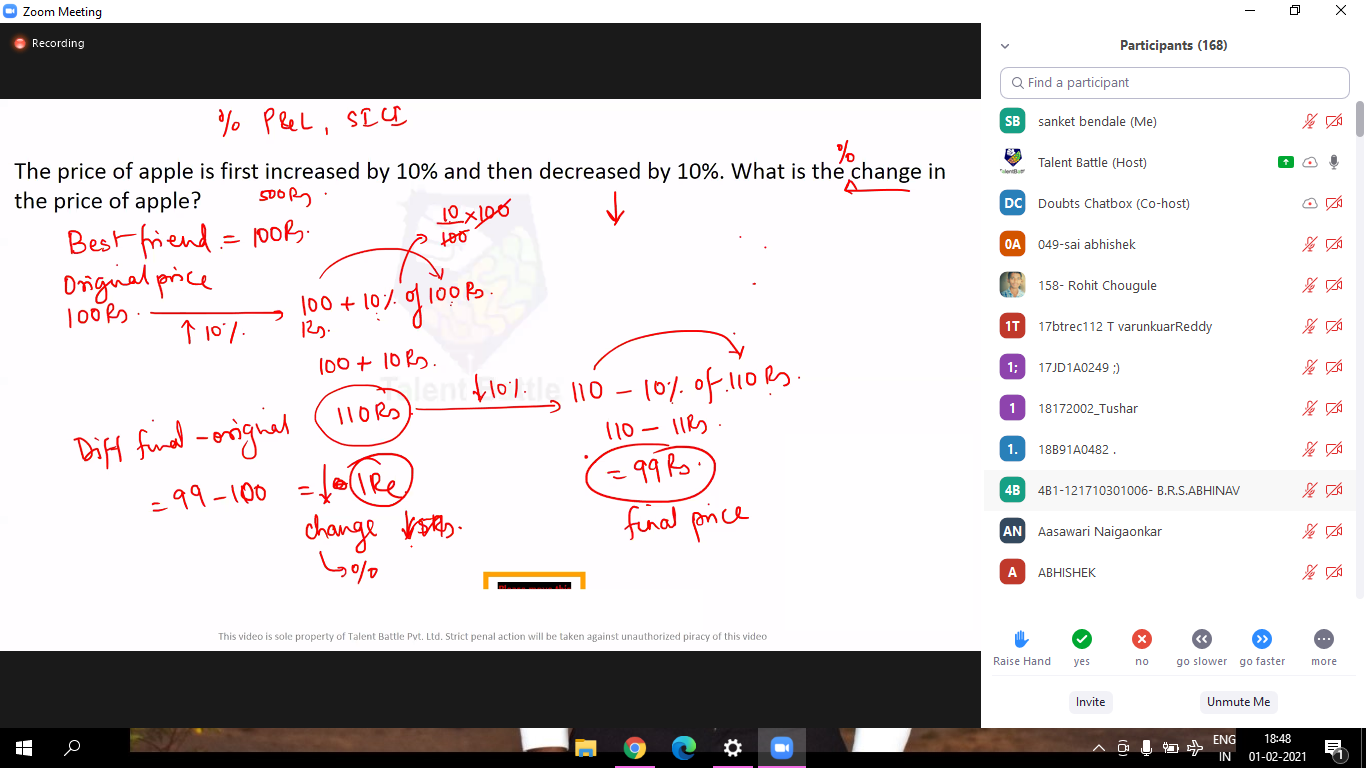 Zoom Meeting
Recording
% P&L, SICI
The price of apple is first increased by 10% and then decreased by 10%. What is the change in
%
the price of apple?
500Rs
Best friend = 100Rs.
10/100 × 100
Original price
100Rs. ↑ 10% → 100 + 10% of 100Rs.
Rs.
100 + 10Rs.
110Rs ↓10% → 110 – 10% of 110Rs.
110 – 11Rs.
= 99Rs.
final price
Diff final – original
= 99 – 100 = ↓ 1Re
change
→ %
Talent Battle
This video is sole property of Talent Battle Pvt. Ltd. Strict penal action will be taken against unauthorized piracy of this video
Participants (168)
Find a participant
SB sanket bendale (Me)
Talent Battle (Host)
DC Doubts Chatbox (Co-host)
0A 049-sai abhishek
158- Rohit Chougule
1T 17btrec112 T varunkuarReddy
1; 17JD1A0249 ;)
1 18172002_Tushar
1. 18B91A0482 .
4B 4B1-121710301006- B.R.S.ABHINAV
AN Aasawari Naigaonkar
A ABHISHEK
Raise Hand yes no go slower go faster more
Invite Unmute Me
ENG
IN
18:48
01-02-2021
1